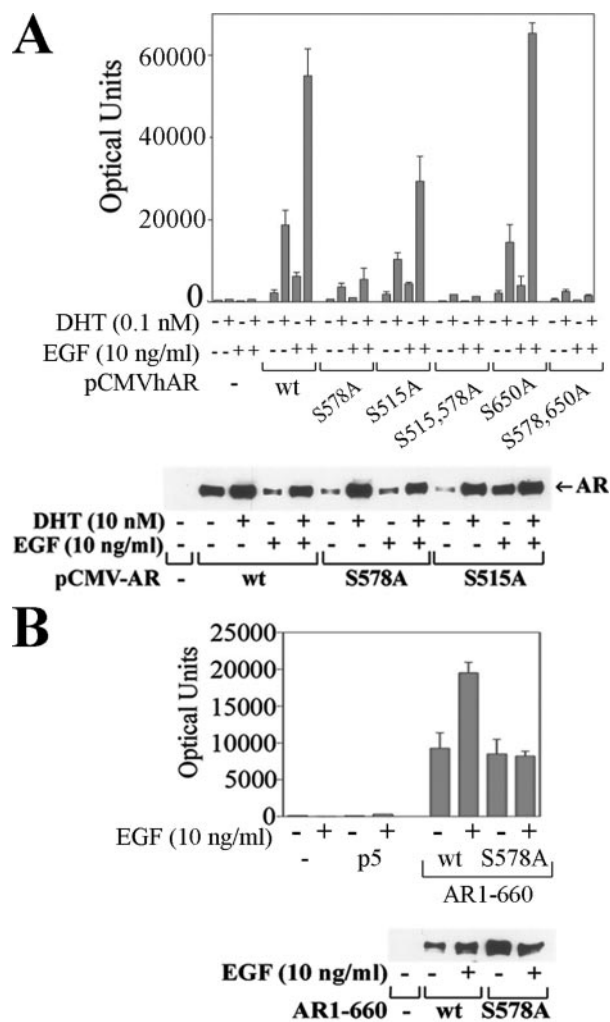 A
Optical Units
60000
40000
20000
0
DHT (0.1 nM) - + - + - + - + - + - + - + - + - + - + - + - + - + - +
EGF (10 ng/ml) - - + + - - + + - - + + - - + + - - + + - - + + - - + +
pCMVhAR - wt S578A S515A S515,578A S650A S578,650A
←AR
DHT (10 nM) - - + - + - + - + - + - +
EGF (10 ng/ml) - - - + + - - + + - - + +
pCMV-AR - wt S578A S515A
B
Optical Units
25000
20000
15000
10000
5000
0
EGF (10 ng/ml) - + - + - + - +
- p5 wt S578A
AR1-660
EGF (10 ng/ml) - - + - +
AR1-660 - wt S578A